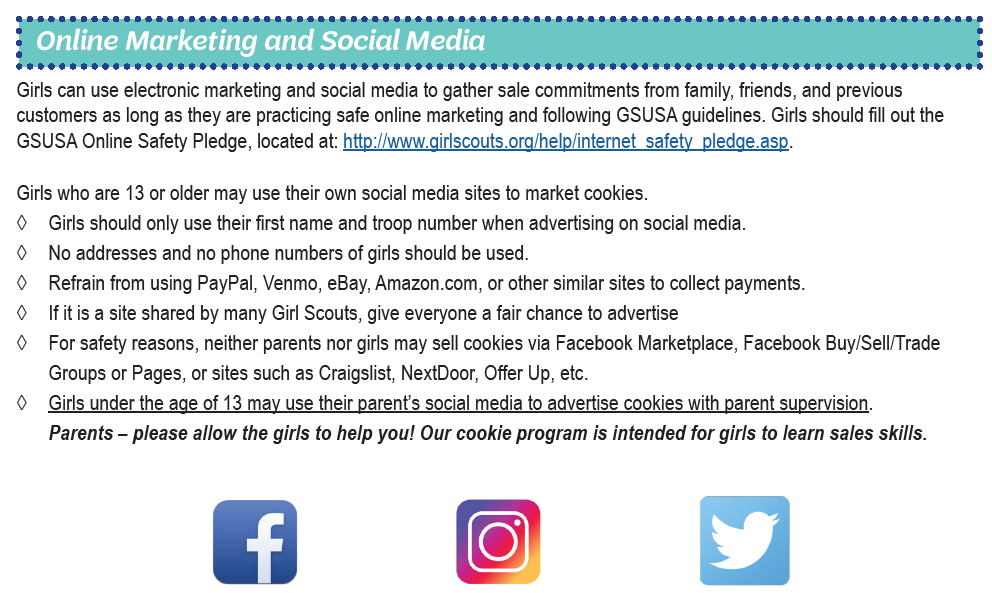 Online Marketing and Social Media
Girls can use electronic marketing and social media to gather sale commitments from family, friends, and previous
customers as long as they are practicing safe online marketing and following GSUSA guidelines. Girls should fill out the
GSUSA Online Safety Pledge, located at: http://www.girlscouts.org/help/internet_safety_pledge.asp.
Girls who are 13 or older may use their own social media sites to market cookies.
◊ Girls should only use their first name and troop number when advertising on social media.
◊ No addresses and no phone numbers of girls should be used.
◊ Refrain from using PayPal, Venmo, eBay, Amazon.com, or other similar sites to collect payments.
◊ If it is a site shared by many Girl Scouts, give everyone a fair chance to advertise
◊ For safety reasons, neither parents nor girls may sell cookies via Facebook Marketplace, Facebook Buy/Sell/Trade
Groups or Pages, or sites such as Craigslist, NextDoor, Offer Up, etc.
◊ Girls under the age of 13 may use their parent’s social media to advertise cookies with parent supervision.
Parents – please allow the girls to help you! Our cookie program is intended for girls to learn sales skills.